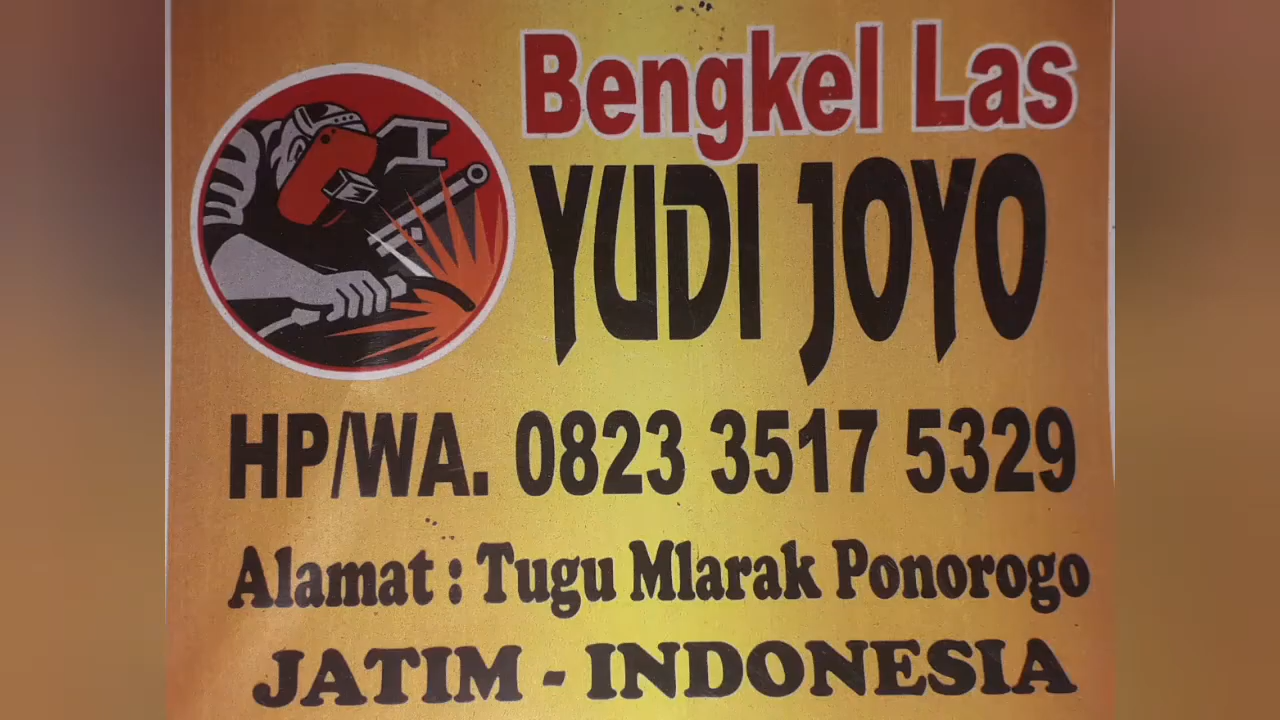 Bengkel Las
YUDI JOYO
HP/WA. 0823 3517 5329
Alamat : Tugu Mlarak Ponorogo
JATIM - INDONESIA